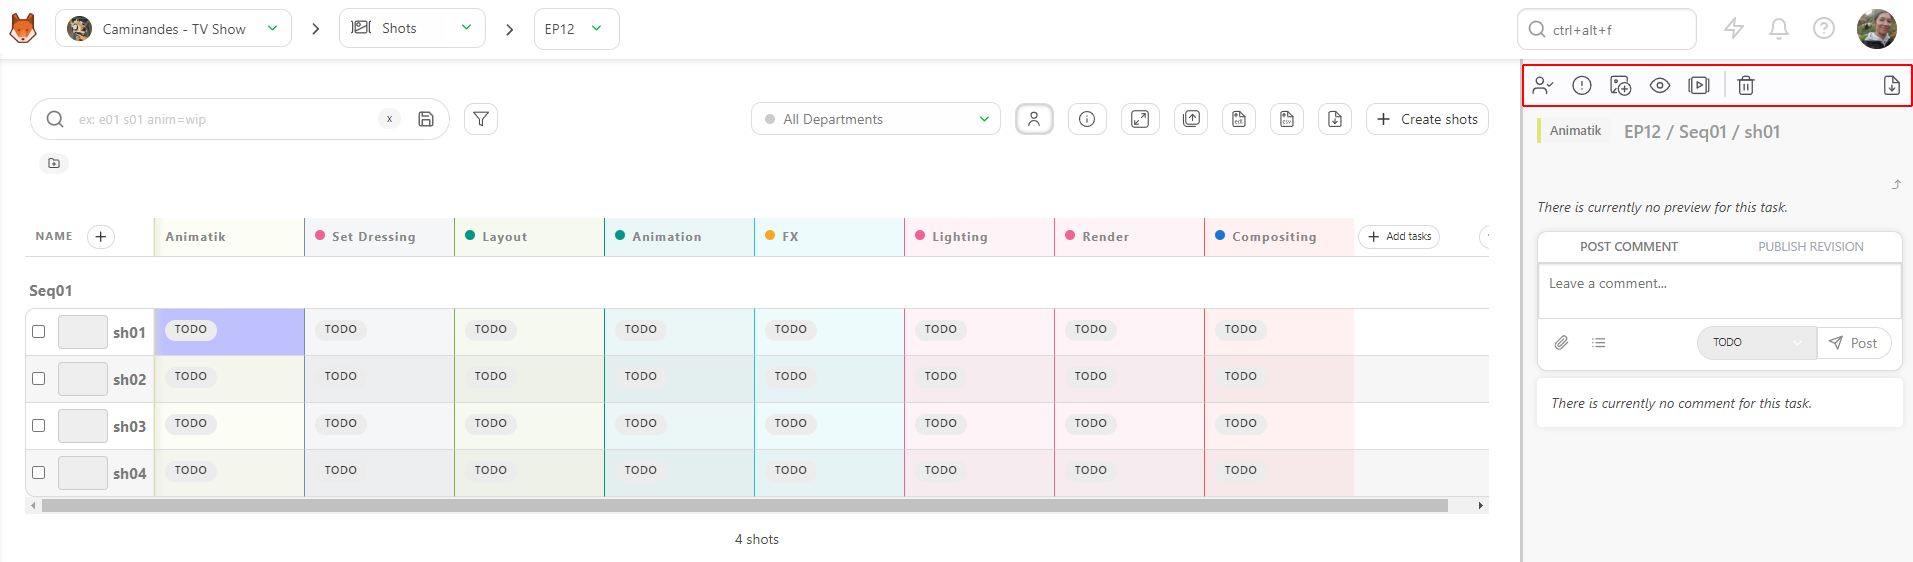 Caminandes - TV Show
Shots
EP12
ctrl+alt+f
ex: e01 s01 anim=wip
x
All Departments
edl
csv
Create shots
Animatik
EP12 / Seq01 / sh01
There is currently no preview for this task.
NAME
Animatik
Set Dressing
Layout
Animation
FX
Lighting
Render
Compositing
Add tasks
POST COMMENT
PUBLISH REVISION
Leave a comment...
TODO
Post
There is currently no comment for this task.
Seq01
sh01 TODO TODO TODO TODO TODO TODO TODO TODO
sh02 TODO TODO TODO TODO TODO TODO TODO TODO
sh03 TODO TODO TODO TODO TODO TODO TODO TODO
sh04 TODO TODO TODO TODO TODO TODO TODO TODO
4 shots